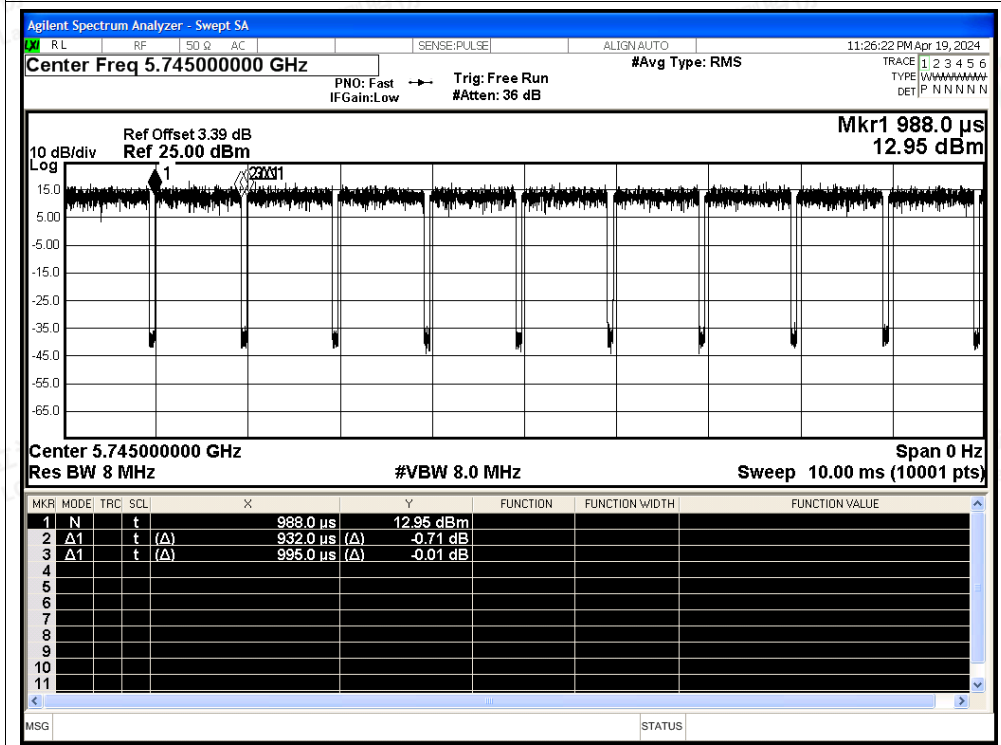 Agilent Spectrum Analyzer - Swept SA
LXI RL RF 50 Ω AC SENSE:PULSE ALIGN AUTO 11:26:22 PM Apr 19, 2024
Center Freq 5.745000000 GHz #Avg Type: RMS TRACE 1 2 3 4 5 6
PNO: Fast Trig: Free Run TYPE WWWWWW
IFGain:Low #Atten: 36 dB DET P N N N N N
Mkr1 988.0 µs
Ref Offset 3.39 dB
10 dB/div Ref 25.00 dBm 12.95 dBm
Log
1
15.0
5.00
-5.00
-15.0
-25.0
-35.0
-45.0
-55.0
-65.0
Center 5.745000000 GHz Span 0 Hz
Res BW 8 MHz #VBW 8.0 MHz Sweep 10.00 ms (10001 pts)
MKR MODE TRC SCL X Y FUNCTION FUNCTION WIDTH FUNCTION VALUE
1 N t 988.0 µs 12.95 dBm
2 Δ1 t (Δ) 932.0 µs (Δ) -0.71 dB
3 Δ1 t (Δ) 995.0 µs (Δ) -0.01 dB
4
5
6
7
8
9
10
11
MSG STATUS